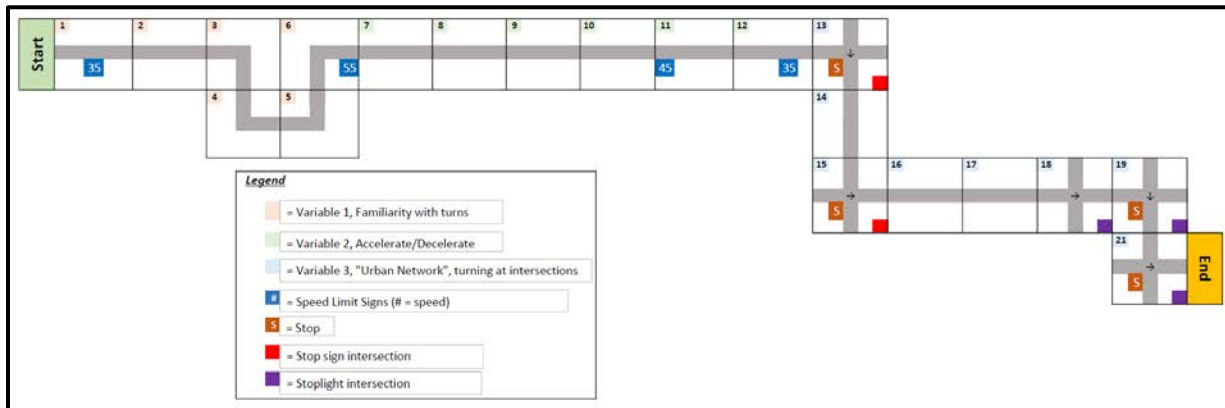 Start
1 2 3 6 7 8 9 10 11 12 13
35 55 45 35 S
4 5 14
15 16 17 18 19
S S
21
S
End
Legend
= Variable 1, Familiarity with turns
= Variable 2, Accelerate/Decelerate
= Variable 3, "Urban Network", turning at intersections
# = Speed Limit Signs (# = speed)
S = Stop
= Stop sign intersection
= Stoplight intersection